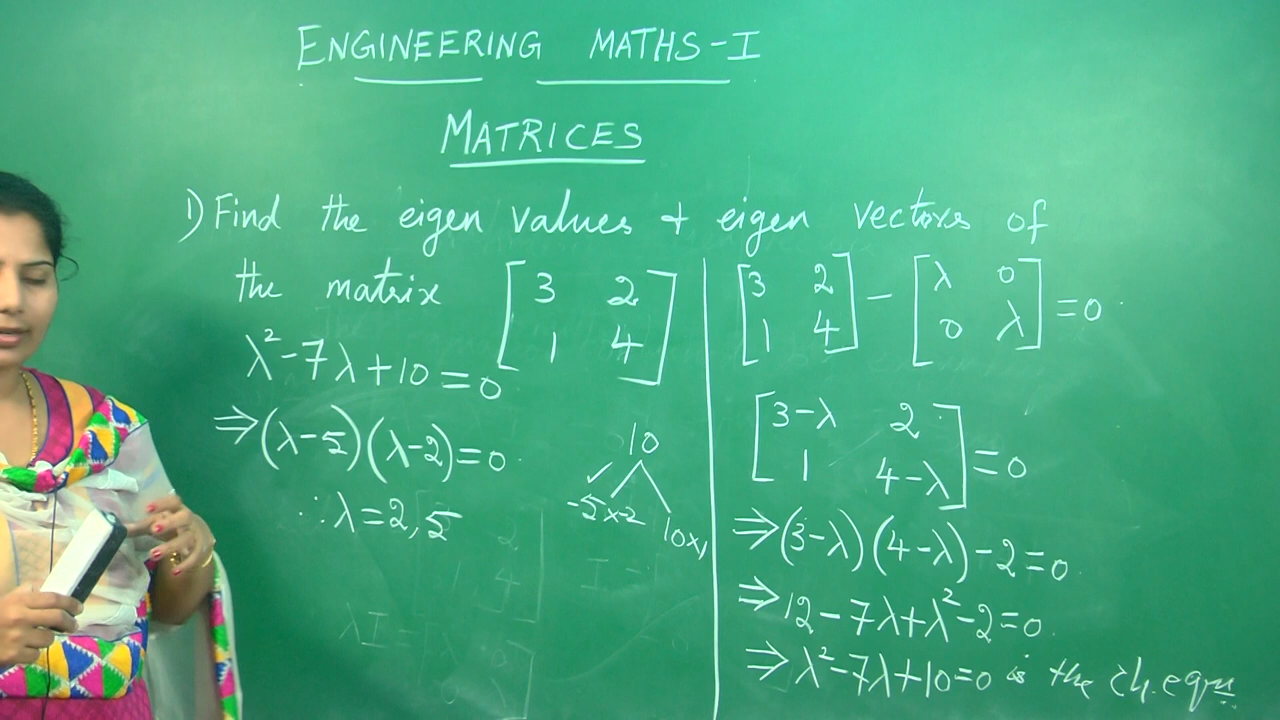 ENGINEERING MATHS-I
MATRICES
1) Find the eigen values & eigen vectors of
the matrix [3 2
1 4]
λ²-7λ+10=0
⇒(λ-5)(λ-2)=0
∴λ=2,5
10
-5x-2
10x1
[3 2
1 4] - [λ 0
0 λ] =0
[3-λ 2
1 4-λ] =0
⇒(3-λ)(4-λ)-2=0
⇒12-7λ+λ²-2=0
⇒λ²-7λ+10=0 is the ch. eqn